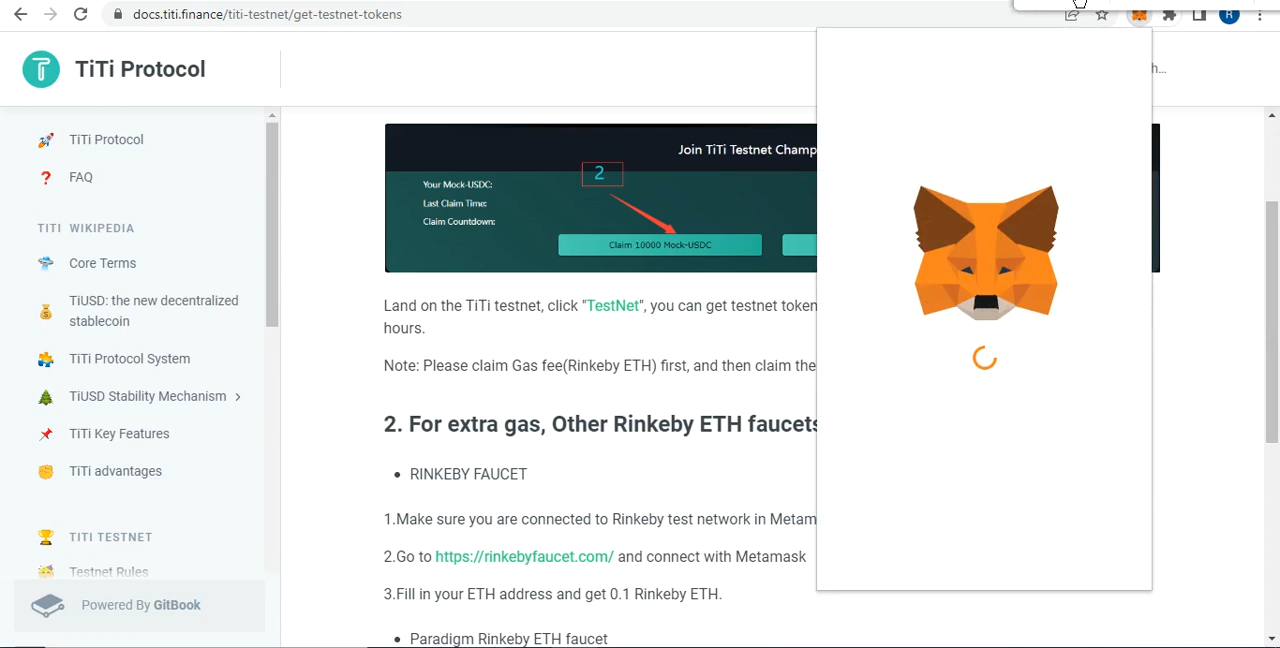 docs.titi.finance/titi-testnet/get-testnet-tokens
R
TiTi Protocol
h...
TiTi Protocol
FAQ
TITI WIKIPEDIA
Core Terms
TiUSD: the new decentralized
stablecoin
TiTi Protocol System
TiUSD Stability Mechanism
TiTi Key Features
TiTi advantages
TITI TESTNET
Testnet Rules
Powered By GitBook
Join TiTi Testnet Champ
2
Your Mock-USDC:
Last Claim Time:
Claim Countdown:
Claim 10000 Mock-USDC
Land on the TiTi testnet, click "TestNet", you can get testnet token
hours.
Note: Please claim Gas fee(Rinkeby ETH) first, and then claim the
2. For extra gas, Other Rinkeby ETH faucets
• RINKEBY FAUCET
1.Make sure you are connected to Rinkeby test network in Metam
2.Go to https://rinkebyfaucet.com/ and connect with Metamask
3.Fill in your ETH address and get 0.1 Rinkeby ETH.
• Paradigm Rinkeby ETH faucet